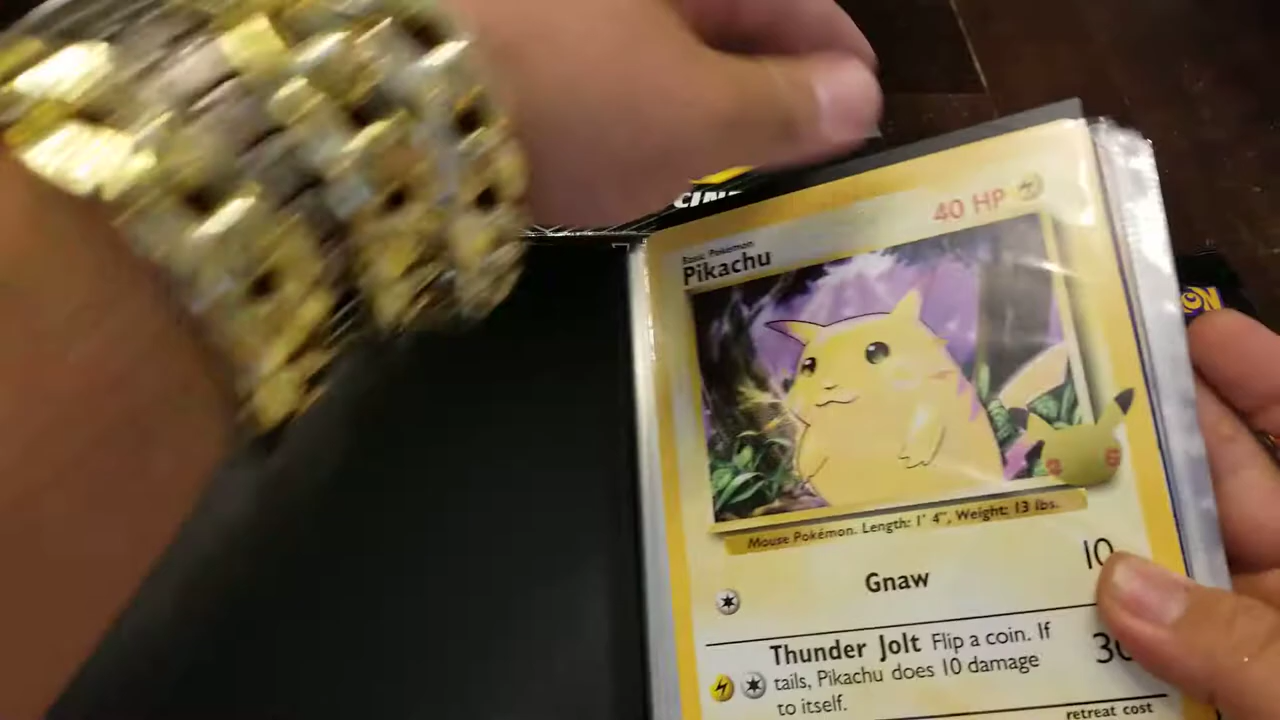 40 HP
Basic Pokémon
Pikachu
Mouse Pokémon. Length: 1' 4", Weight: 13 lbs.
Gnaw
10
Thunder Jolt Flip a coin. If
tails, Pikachu does 10 damage
to itself.
retreat cost